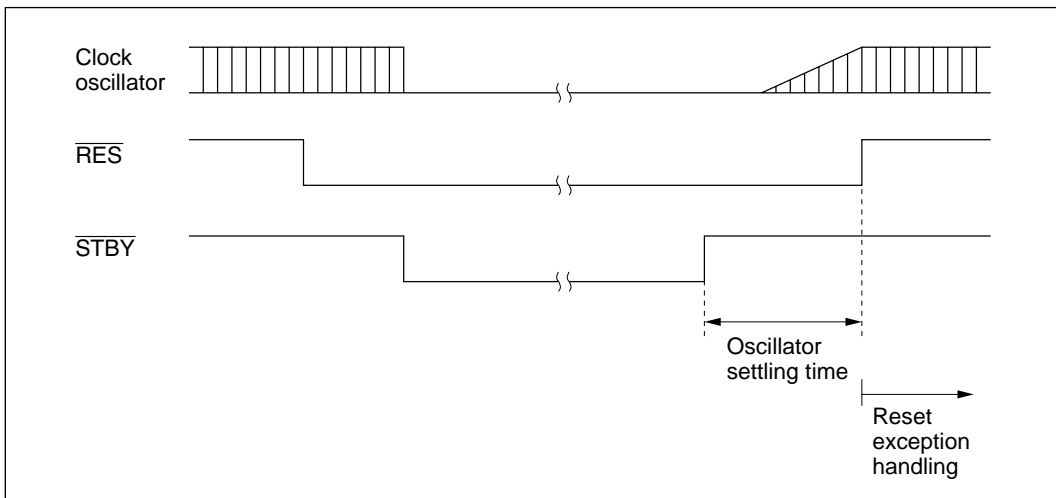 Clock
oscillator
RES
STBY
Oscillator
settling time
Reset
exception
handling